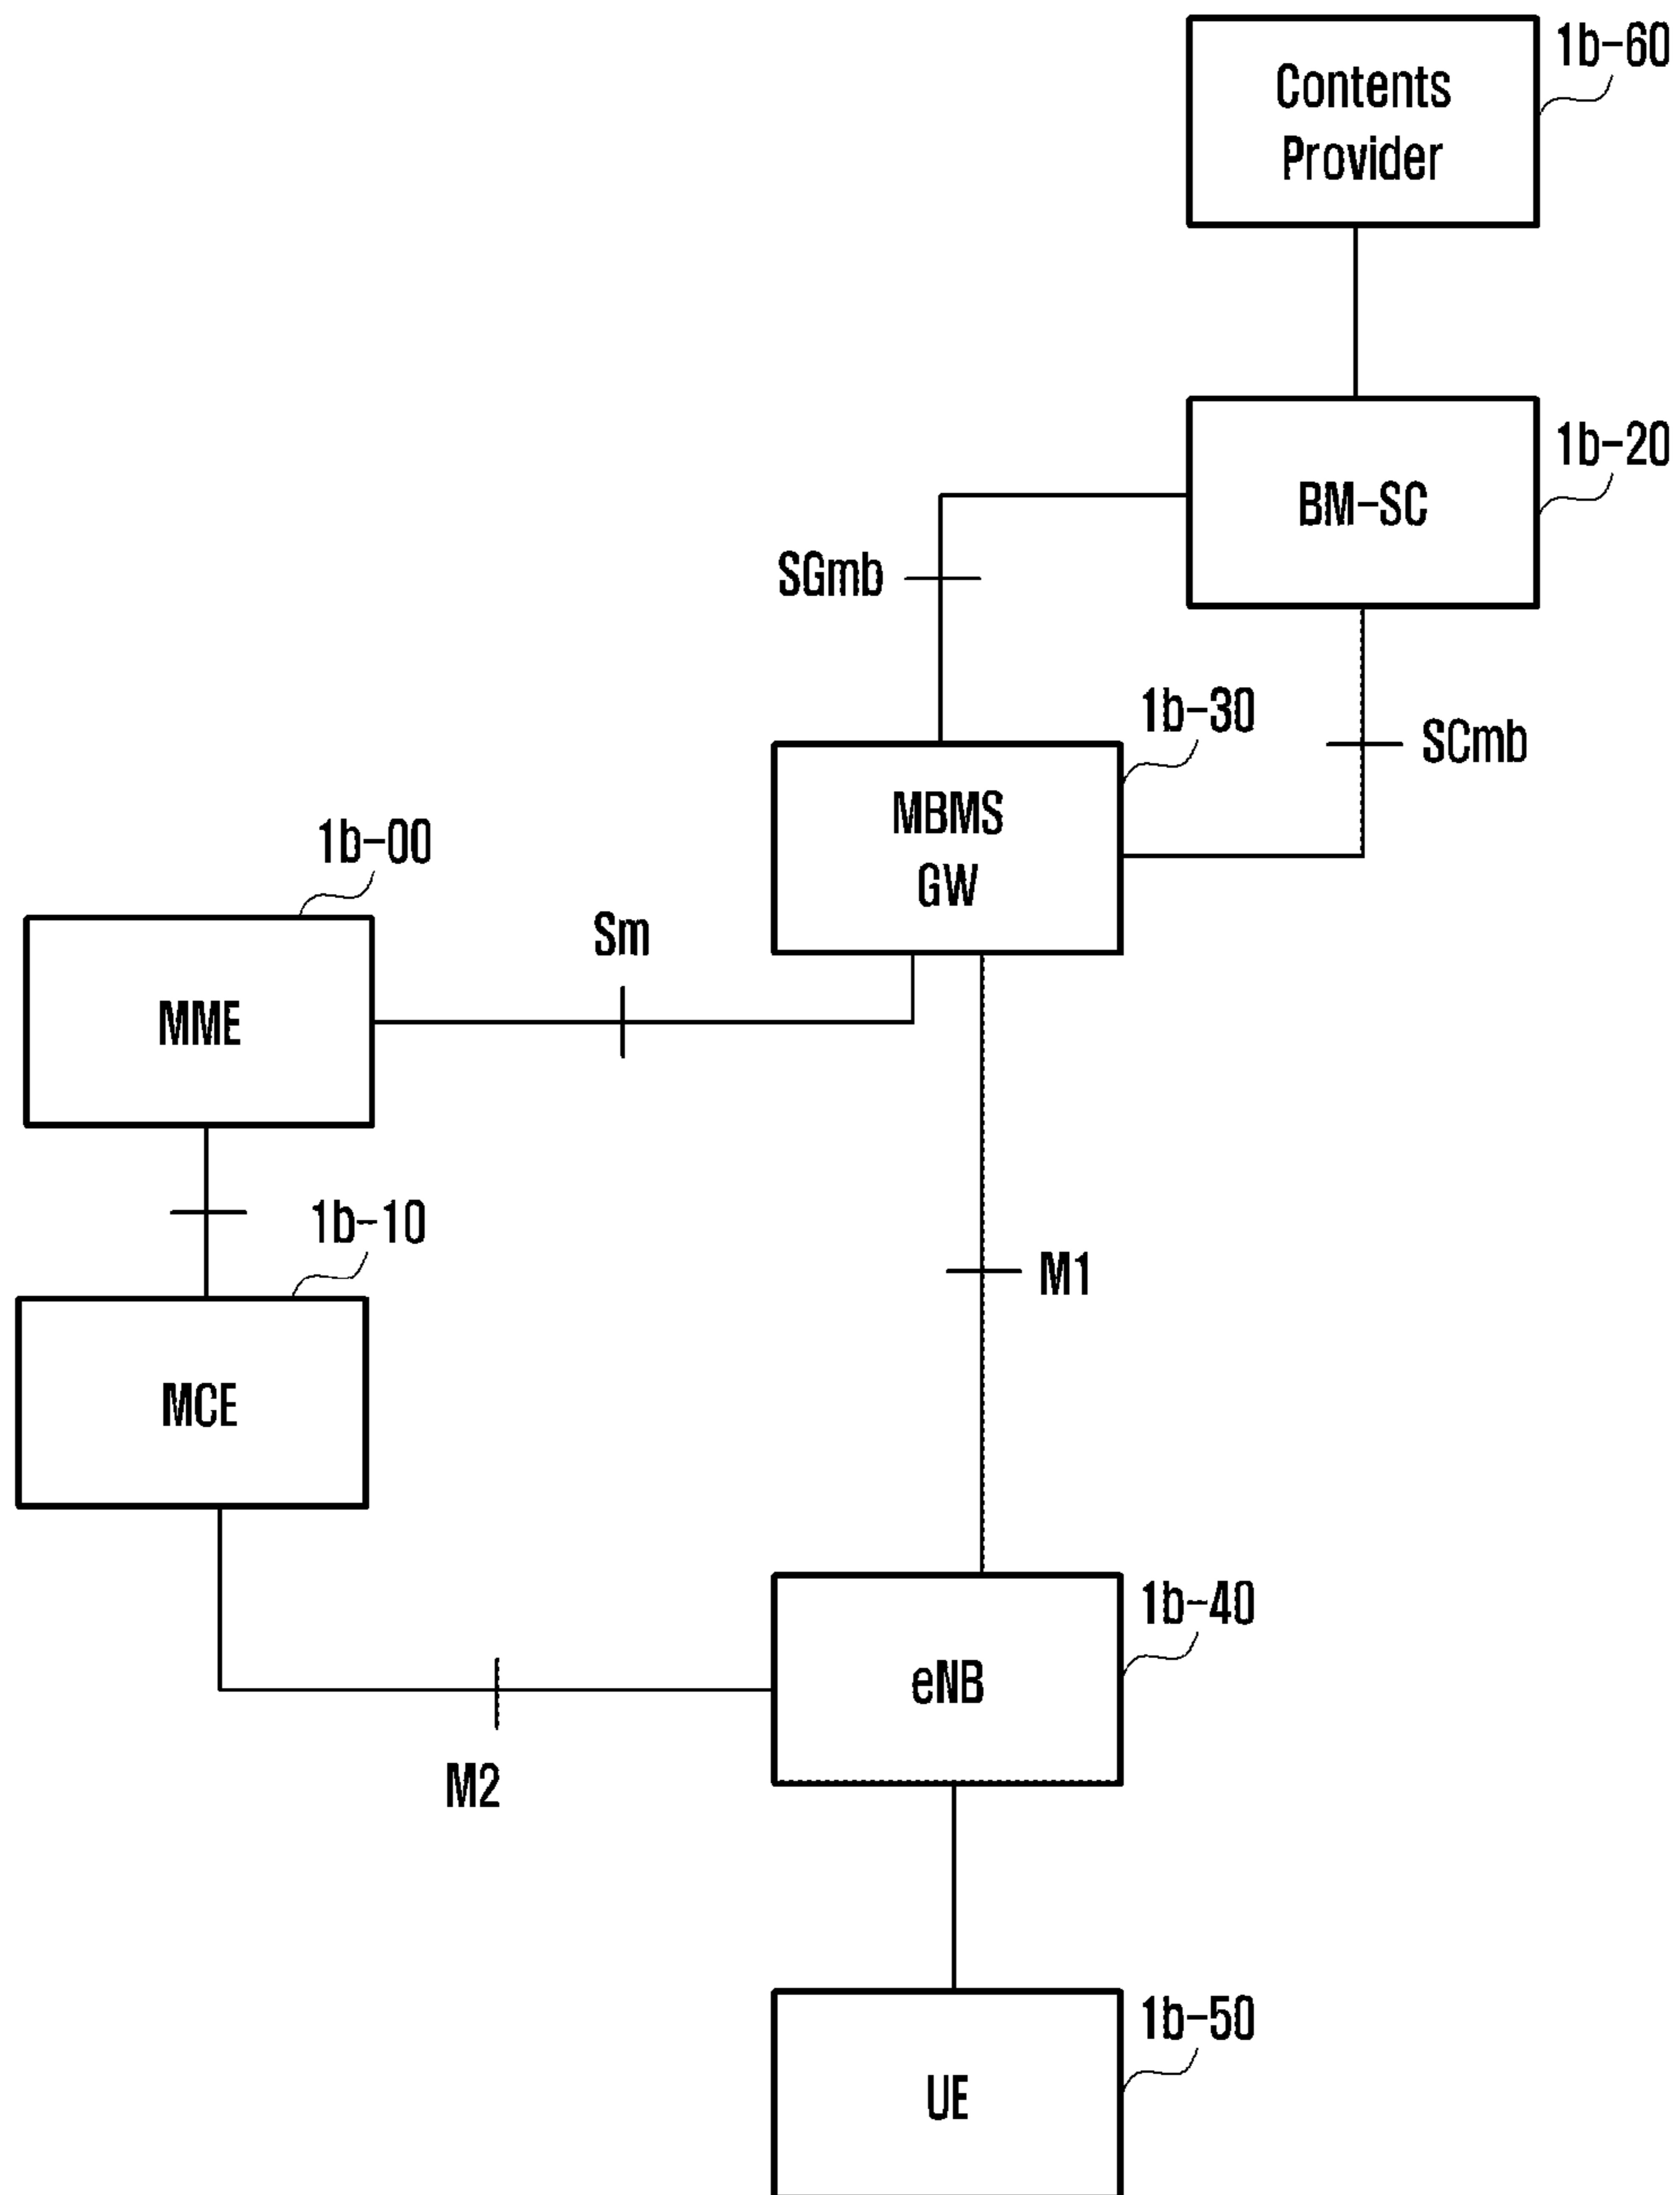 1b-60
Contents
Provider
1b-20
BM-SC
SGmb
1b-30
SCmb
MBMS
GW
1b-00
Sm
MME
1b-10
M1
MCE
1b-40
eNB
M2
1b-50
UE